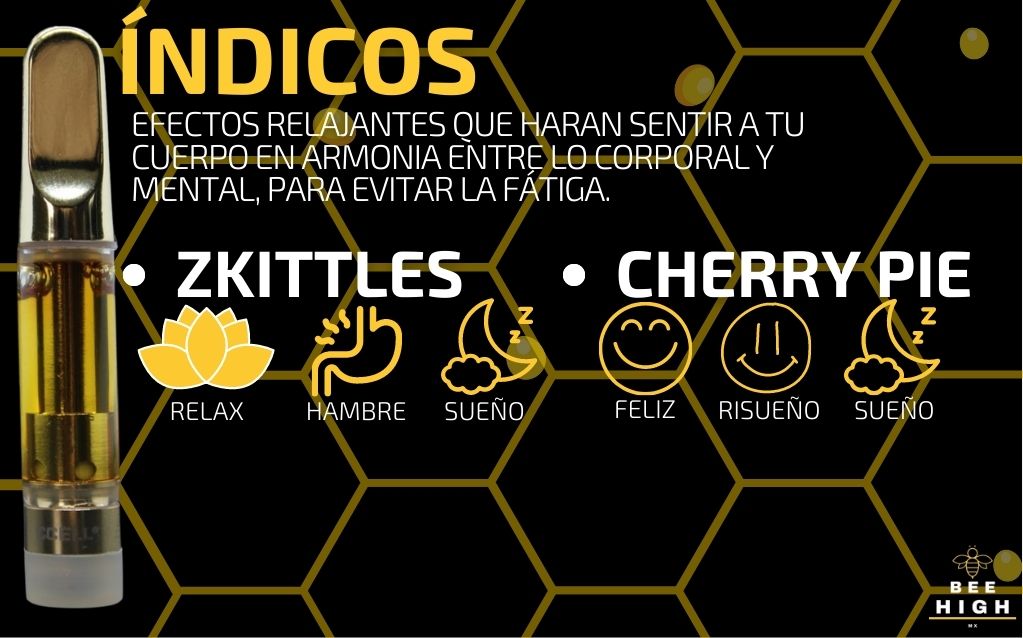 ÍNDICOS
EFECTOS RELAJANTES QUE HARAN SENTIR A TU
CUERPO EN ARMONIA ENTRE LO CORPORAL Y
MENTAL, PARA EVITAR LA FÁTIGA.
• ZKITTLES
• CHERRY PIE
Z
Z
Z
Z
RELAX
HAMBRE
SUEÑO
FELIZ
RISUEÑO
SUEÑO
CCELL
BEE
HIGH
MX